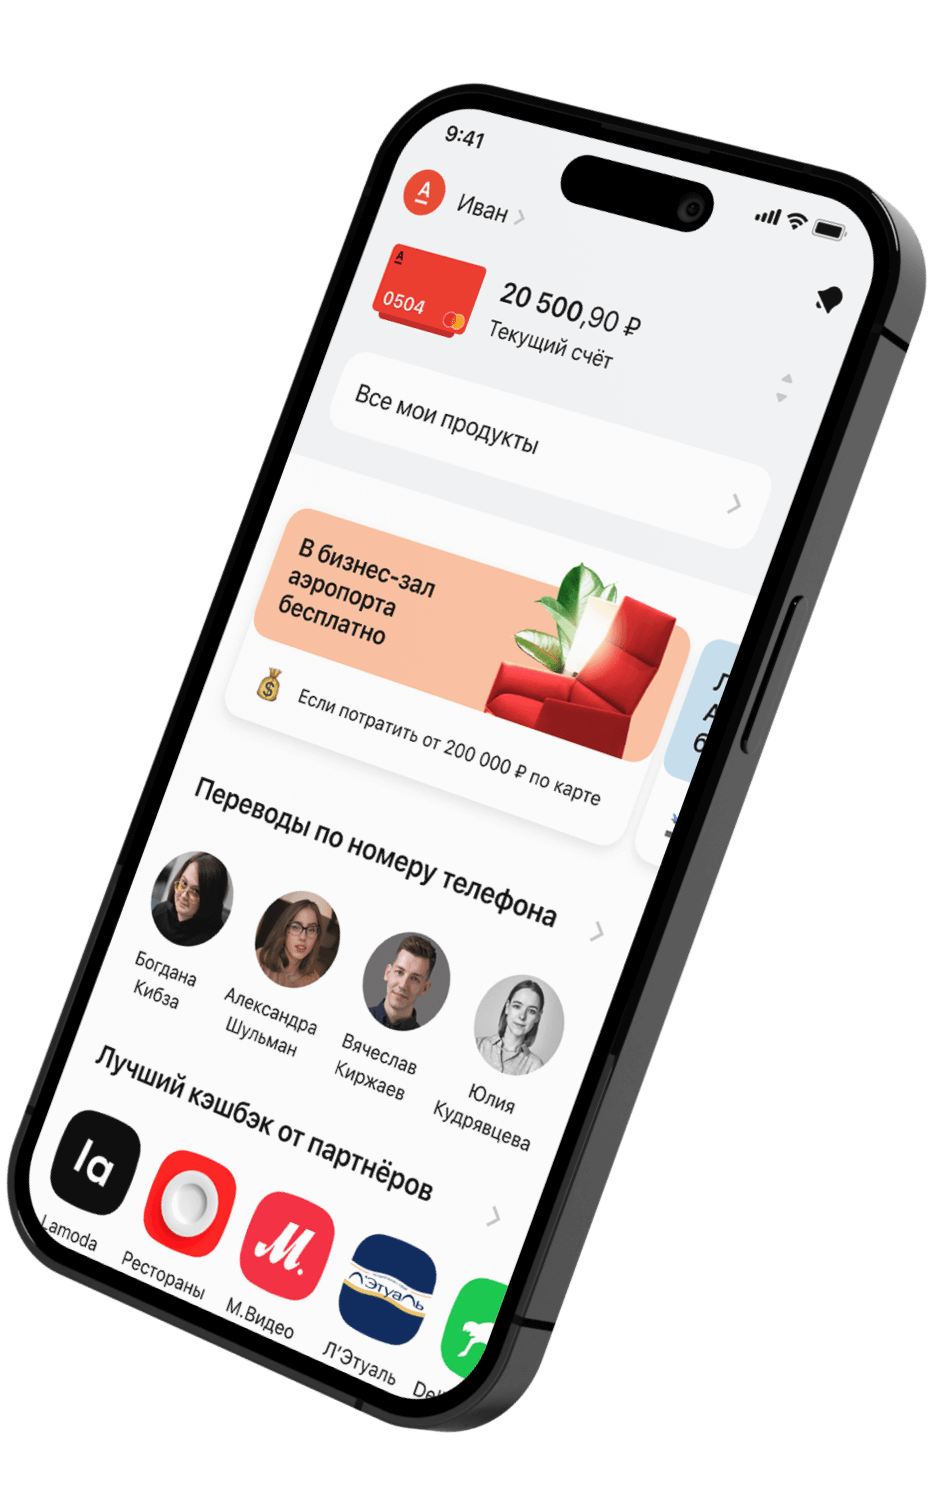 9:41
А
Иван
А
0504
20 500,90 ₽
Текущий счёт
Все мои продукты
В бизнес-зал
аэропорта
бесплатно
Если потратить от 200 000 ₽ по карте
Переводы по номеру телефона
Богдана
Кибза
Александра
Шульман
Вячеслав
Киржаев
Юлия
Кудрявцева
Лучший кэшбэк от партнёров
la
М.
Л'Этуаль
Lamoda
Рестораны
М.Видео
Л'Этуаль